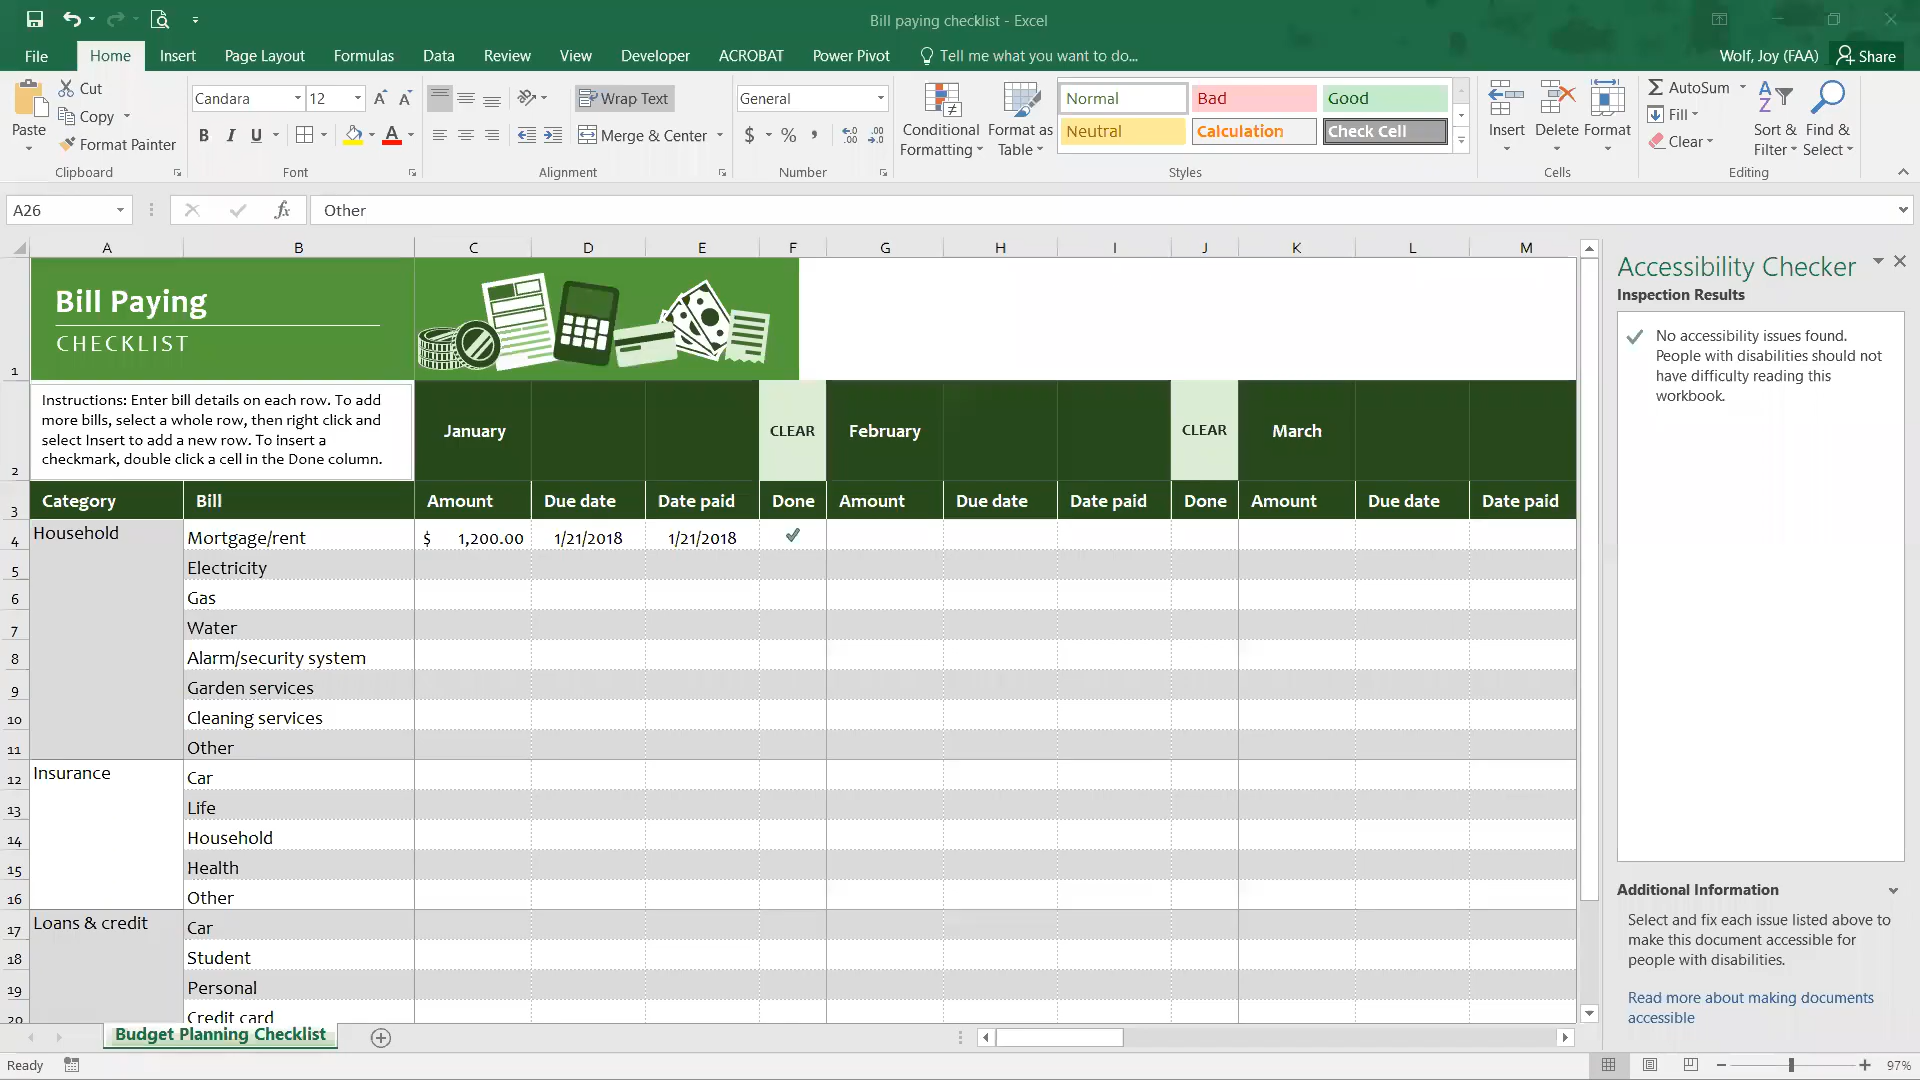 Bill paying checklist - Excel
File Home Insert Page Layout Formulas Data Review View Developer ACROBAT Power Pivot Tell me what you want to do... Wolf, Joy (FAA) Share
Paste
Cut
Copy
Format Painter
Clipboard
Candara 12
B I U
Font
Wrap Text
Merge & Center
Alignment
General
$ % ,
Number
Conditional Formatting
Format as Table
Normal Bad Good
Neutral Calculation Check Cell
Styles
Insert Delete Format
Cells
AutoSum
Fill
Clear
Sort & Filter
Find & Select
Editing
A26 fx Other
A B C D E F G H I J K L M
Bill Paying
CHECKLIST
1
Instructions: Enter bill details on each row. To add
more bills, select a whole row, then right click and
select Insert to add a new row. To insert a
checkmark, double click a cell in the Done column.
2 January CLEAR February CLEAR March
3 Category Bill Amount Due date Date paid Done Amount Due date Date paid Done Amount Due date Date paid
4 Household Mortgage/rent $ 1,200.00 1/21/2018 1/21/2018 ✓
5 Electricity
6 Gas
7 Water
8 Alarm/security system
9 Garden services
10 Cleaning services
11 Other
12 Insurance Car
13 Life
14 Household
15 Health
16 Other
17 Loans & credit Car
18 Student
19 Personal
20 Credit card
Budget Planning Checklist
Ready
97%
Accessibility Checker
Inspection Results
No accessibility issues found.
People with disabilities should not
have difficulty reading this
workbook.
Additional Information
Select and fix each issue listed above to
make this document accessible for
people with disabilities.
Read more about making documents
accessible